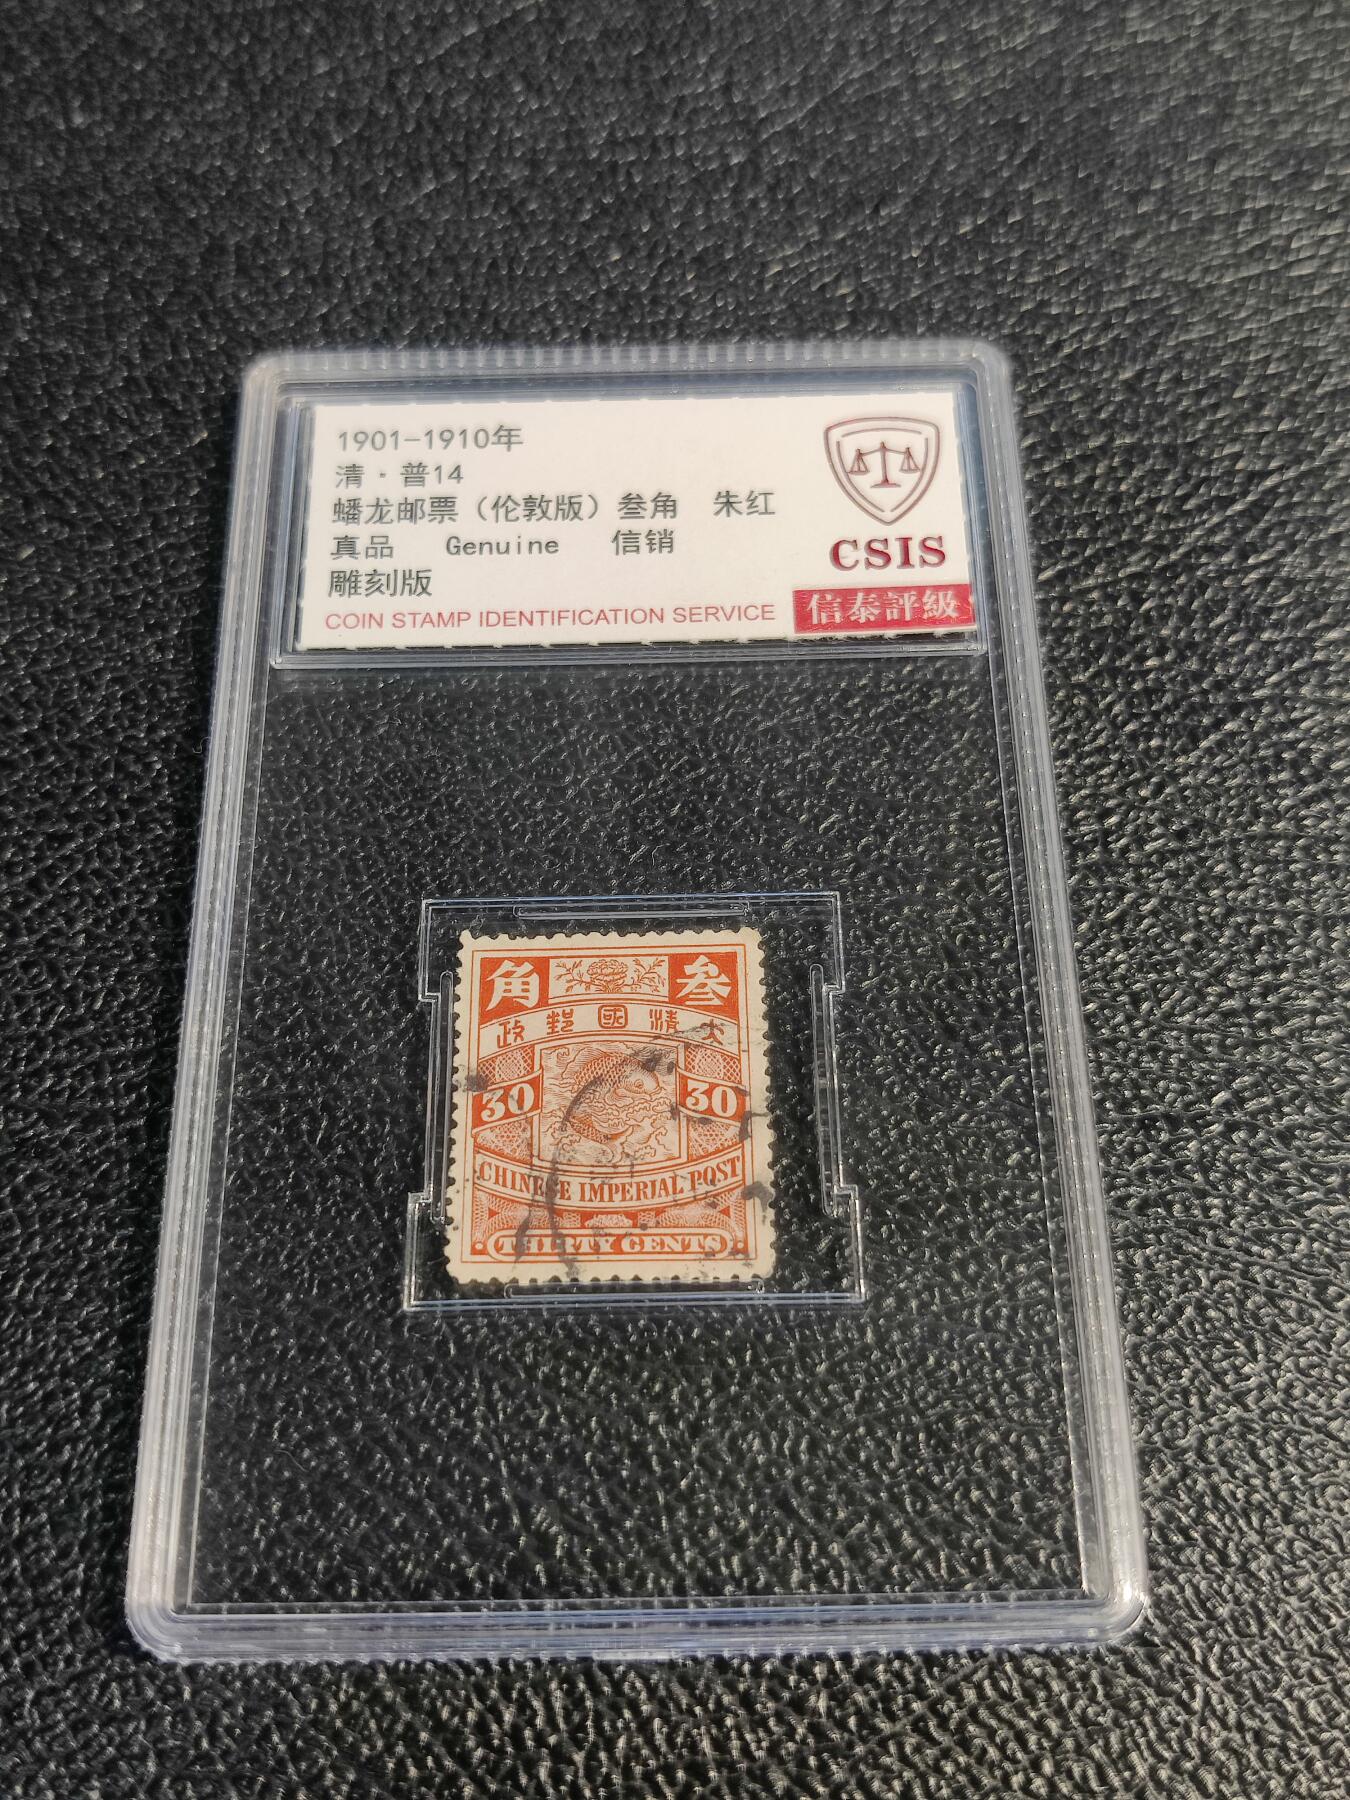 1901-1910年
清·普14
蟠龙邮票（伦敦版）叁角 朱红
真品 Genuine 信销
雕刻版
COIN STAMP IDENTIFICATION SERVICE
CSIS
信泰評級
角 叁
政郵國清大
30 30
CHINESE IMPERIAL POST
THIRTY CENTS